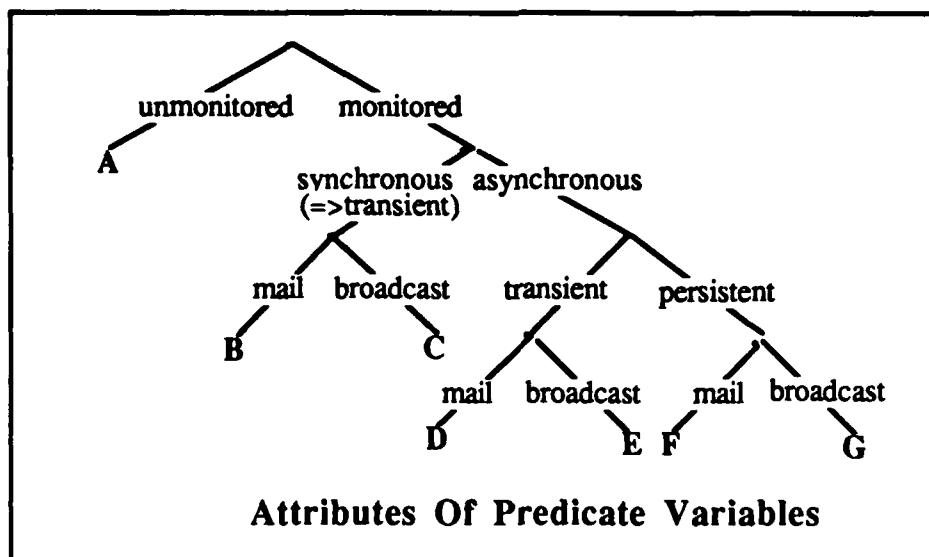 unmonitored monitored
A
synchronous asynchronous
(=>transient)
mail broadcast transient persistent
B C
mail broadcast mail broadcast
D E F G
Attributes Of Predicate Variables